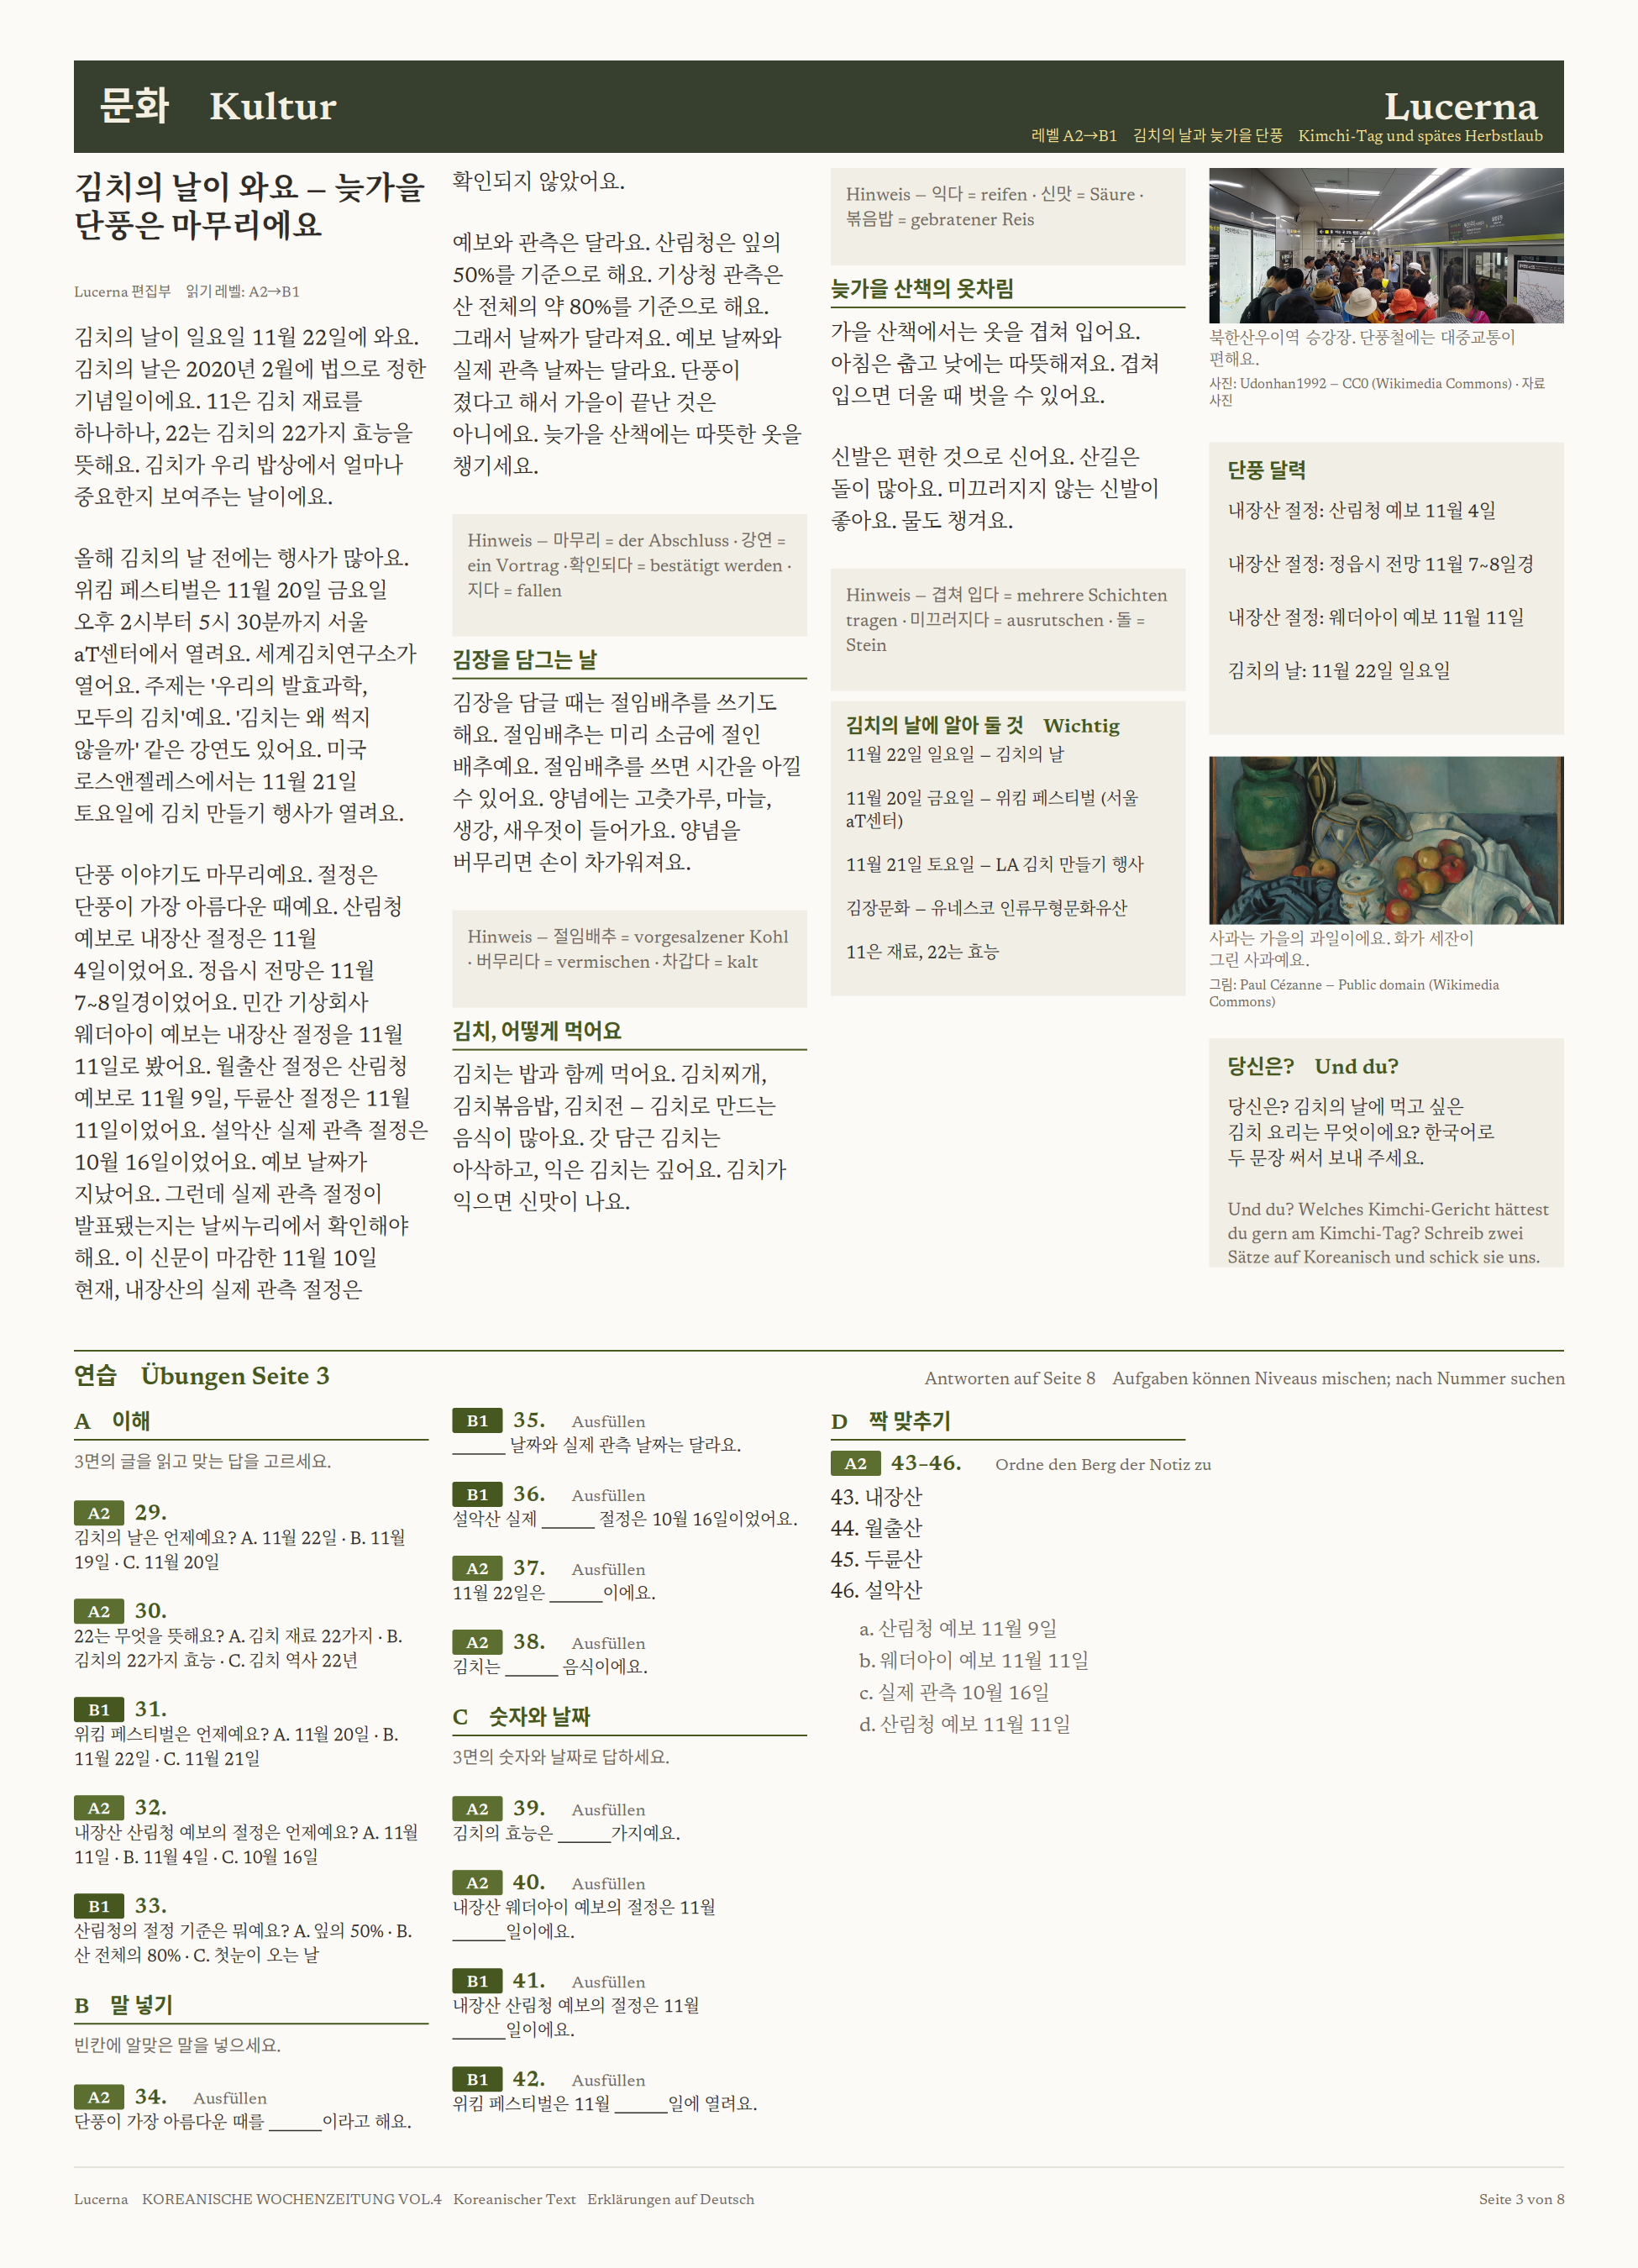 문화 Kultur
Lucerna
레벨 A2→B1 김치의 날과 늦가을 단풍 Kimchi-Tag und spätes Herbstlaub
김치의 날이 와요 – 늦가을
단풍은 마무리에요
Lucerna 편집부 읽기 레벨: A2→B1
김치의 날이 일요일 11월 22일에 와요.
김치의 날은 2020년 2월에 법으로 정한
기념일이에요. 11은 김치 재료를
하나하나, 22는 김치의 22가지 효능을
뜻해요. 김치가 우리 밥상에서 얼마나
중요한지 보여주는 날이에요.
올해 김치의 날 전에는 행사가 많아요.
위킴 페스티벌은 11월 20일 금요일
오후 2시부터 5시 30분까지 서울
aT센터에서 열려요. 세계김치연구소가
열어요. 주제는 '우리의 발효과학,
모두의 김치'예요. '김치는 왜 썩지
않을까' 같은 강연도 있어요. 미국
로스앤젤레스에서는 11월 21일
토요일에 김치 만들기 행사가 열려요.
단풍 이야기도 마무리예요. 절정은
단풍이 가장 아름다운 때예요. 산림청
예보로 내장산 절정은 11월
4일이었어요. 정읍시 전망은 11월
7~8일경이었어요. 민간 기상회사
웨더아이 예보는 내장산 절정을 11월
11일로 봤어요. 월출산 절정은 산림청
예보로 11월 9일, 두륜산 절정은 11월
11일이었어요. 설악산 실제 관측 절정은
10월 16일이었어요. 예보 날짜가
지났어요. 그런데 실제 관측 절정이
발표됐는지는 날씨누리에서 확인해야
해요. 이 신문이 마감한 11월 10일
현재, 내장산의 실제 관측 절정은
확인되지 않았어요.
예보와 관측은 달라요. 산림청은 잎의
50%를 기준으로 해요. 기상청 관측은
산 전체의 약 80%를 기준으로 해요.
그래서 날짜가 달라져요. 예보 날짜와
실제 관측 날짜는 달라요. 단풍이
졌다고 해서 가을이 끝난 것은
아니에요. 늦가을 산책에는 따뜻한 옷을
챙기세요.
Hinweis – 마무리 = der Abschluss · 강연 =
ein Vortrag · 확인되다 = bestätigt werden ·
지다 = fallen
김장을 담그는 날
김장을 담글 때는 절임배추를 쓰기도
해요. 절임배추는 미리 소금에 절인
배추예요. 절임배추를 쓰면 시간을 아낄
수 있어요. 양념에는 고춧가루, 마늘,
생강, 새우젓이 들어가요. 양념을
버무리면 손이 차가워져요.
Hinweis – 절임배추 = vorgesalzener Kohl
· 버무리다 = vermischen · 차갑다 = kalt
김치, 어떻게 먹어요
김치는 밥과 함께 먹어요. 김치찌개,
김치볶음밥, 김치전 – 김치로 만드는
음식이 많아요. 갓 담근 김치는
아삭하고, 익은 김치는 깊어요. 김치가
익으면 신맛이 나요.
Hinweis – 익다 = reifen · 신맛 = Säure ·
볶음밥 = gebratener Reis
늦가을 산책의 옷차림
가을 산책에서는 옷을 겹쳐 입어요.
아침은 춥고 낮에는 따뜻해져요. 겹쳐
입으면 더울 때 벗을 수 있어요.
신발은 편한 것으로 신어요. 산길은
돌이 많아요. 미끄러지지 않는 신발이
좋아요. 물도 챙겨요.
Hinweis – 겹쳐 입다 = mehrere Schichten
tragen · 미끄러지다 = ausrutschen · 돌 =
Stein
김치의 날에 알아 둘 것 Wichtig
11월 22일 일요일 – 김치의 날
11월 20일 금요일 – 위킴 페스티벌 (서울
aT센터)
11월 21일 토요일 – LA 김치 만들기 행사
김장문화 – 유네스코 인류무형문화유산
11은 재료, 22는 효능
북한산우이역 승강장. 단풍철에는 대중교통이
편해요.
사진: Udonhan1992 – CC0 (Wikimedia Commons) · 자료
사진
단풍 달력
내장산 절정: 산림청 예보 11월 4일
내장산 절정: 정읍시 전망 11월 7~8일경
내장산 절정: 웨더아이 예보 11월 11일
김치의 날: 11월 22일 일요일
사과는 가을의 과일이에요. 화가 세잔이
그린 사과예요.
그림: Paul Cézanne – Public domain (Wikimedia
Commons)
당신은? Und du?
당신은? 김치의 날에 먹고 싶은
김치 요리는 무엇이에요? 한국어로
두 문장 써서 보내 주세요.
Und du? Welches Kimchi-Gericht hättest
du gern am Kimchi-Tag? Schreib zwei
Sätze auf Koreanisch und schick sie uns.
연습 Übungen Seite 3
Antworten auf Seite 8 Aufgaben können Niveaus mischen; nach Nummer suchen
A 이해
3면의 글을 읽고 맞는 답을 고르세요.
A2 29.
김치의 날은 언제예요? A. 11월 22일 · B. 11월
19일 · C. 11월 20일
A2 30.
22는 무엇을 뜻해요? A. 김치 재료 22가지 · B.
김치의 22가지 효능 · C. 김치 역사 22년
B1 31.
위킴 페스티벌은 언제예요? A. 11월 20일 · B.
11월 22일 · C. 11월 21일
A2 32.
내장산 산림청 예보의 절정은 언제예요? A. 11월
11일 · B. 11월 4일 · C. 10월 16일
B1 33.
산림청의 절정 기준은 뭐예요? A. 잎의 50% · B.
산 전체의 80% · C. 첫눈이 오는 날
B 말 넣기
빈칸에 알맞은 말을 넣으세요.
A2 34. Ausfüllen
단풍이 가장 아름다운 때를 ______이라고 해요.
B1 35. Ausfüllen
______ 날짜와 실제 관측 날짜는 달라요.
B1 36. Ausfüllen
설악산 실제 ______ 절정은 10월 16일이었어요.
A2 37. Ausfüllen
11월 22일은 ______이에요.
A2 38. Ausfüllen
김치는 ______ 음식이에요.
C 숫자와 날짜
3면의 숫자와 날짜로 답하세요.
A2 39. Ausfüllen
김치의 효능은 ______가지예요.
A2 40. Ausfüllen
내장산 웨더아이 예보의 절정은 11월
______일이에요.
B1 41. Ausfüllen
내장산 산림청 예보의 절정은 11월
______일이에요.
B1 42. Ausfüllen
위킴 페스티벌은 11월 ______일에 열려요.
D 짝 맞추기
A2 43–46. Ordne den Berg der Notiz zu
43. 내장산
44. 월출산
45. 두륜산
46. 설악산
a. 산림청 예보 11월 9일
b. 웨더아이 예보 11월 11일
c. 실제 관측 10월 16일
d. 산림청 예보 11월 11일
Lucerna KOREANISCHE WOCHENZEITUNG VOL.4 Koreanischer Text Erklärungen auf Deutsch
Seite 3 von 8